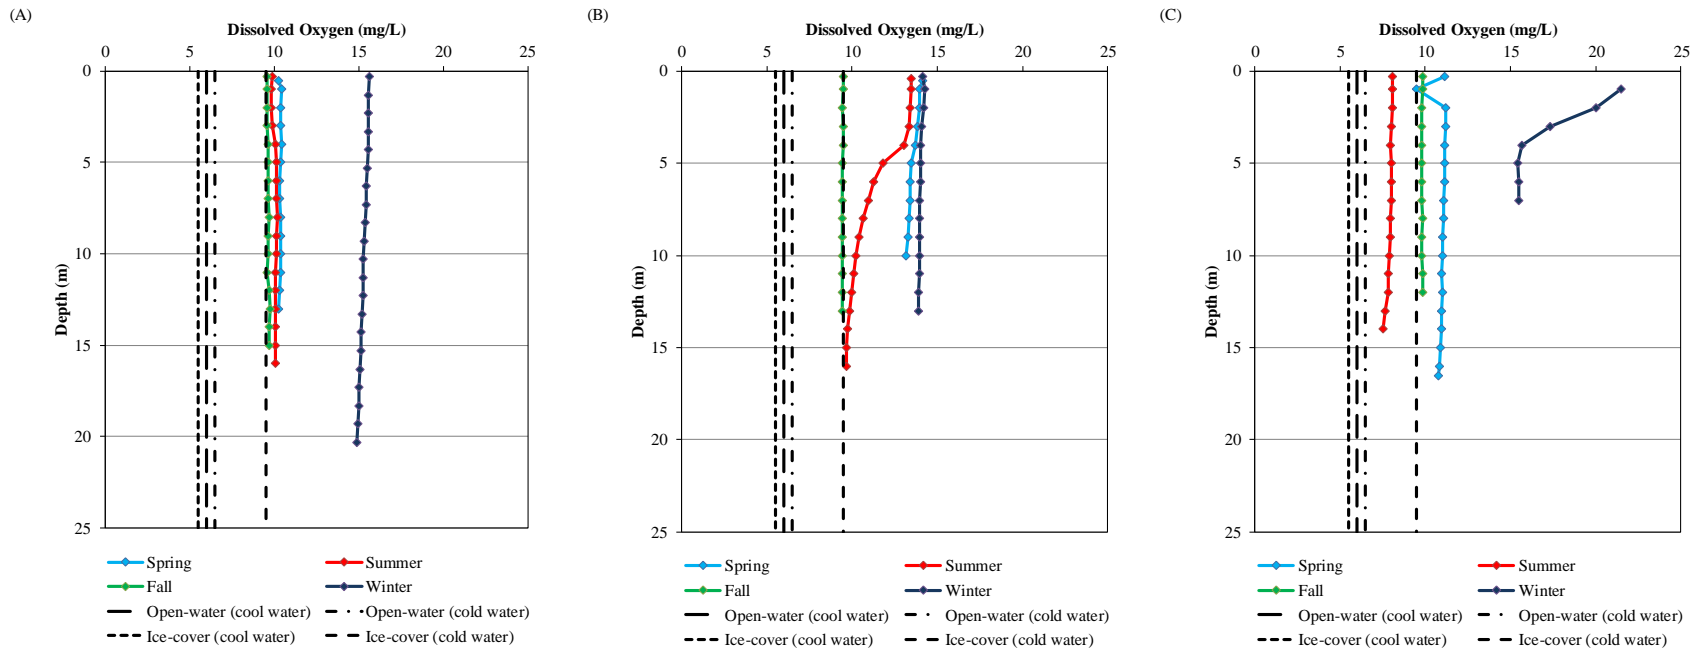 (A)
Dissolved Oxygen (mg/L)
0 5 10 15 20 25
0
5
10
15
20
25
Depth (m)
Spring Summer
Fall Winter
Open-water (cool water) Open-water (cold water)
Ice-cover (cool water) Ice-cover (cold water)
(B)
Dissolved Oxygen (mg/L)
0 5 10 15 20 25
0
5
10
15
20
25
Depth (m)
Spring Summer
Fall Winter
Open-water (cool water) Open-water (cold water)
Ice-cover (cool water) Ice-cover (cold water)
(C)
Dissolved Oxygen (mg/L)
0 5 10 15 20 25
0
5
10
15
20
25
Depth (m)
Spring Summer
Fall Winter
Open-water (cool water) Open-water (cold water)
Ice-cover (cool water) Ice-cover (cold water)